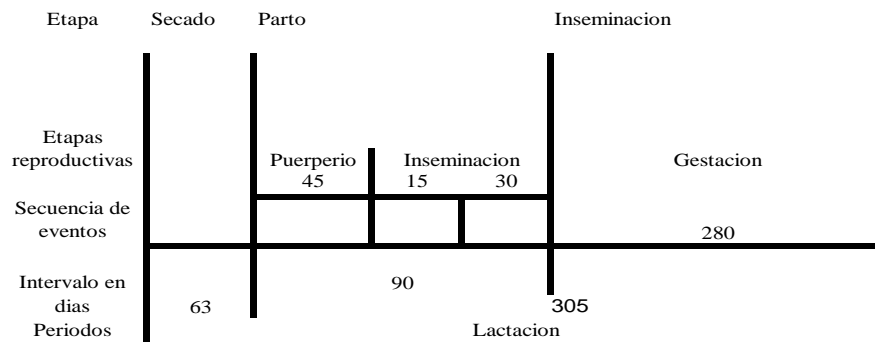 Etapa Secado Parto Inseminacion
Etapas
reproductivas Puerperio Inseminacion Gestacion
45 15 30
Secuencia de
eventos 280
Intervalo en 90
dias 63 305
Periodos Lactacion